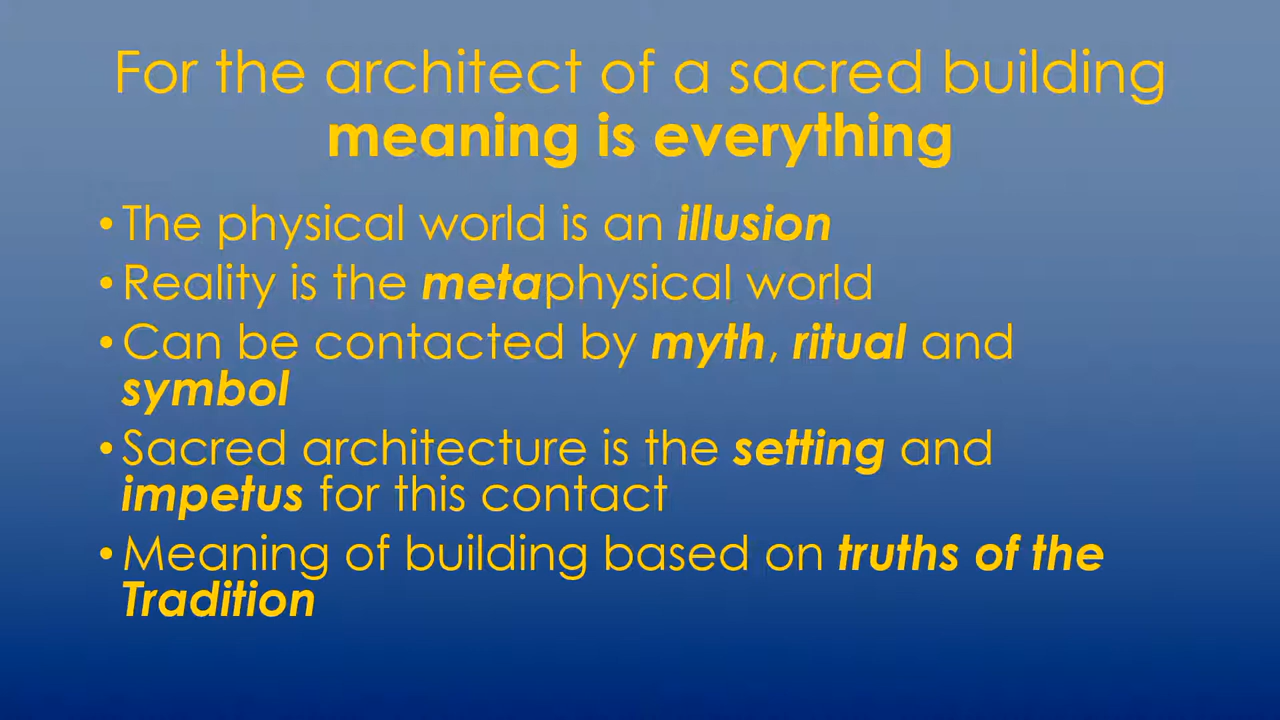 For the architect of a sacred building
meaning is everything
•The physical world is an illusion
•Reality is the metaphysical world
•Can be contacted by myth, ritual and
symbol
•Sacred architecture is the setting and
impetus for this contact
•Meaning of building based on truths of the
Tradition